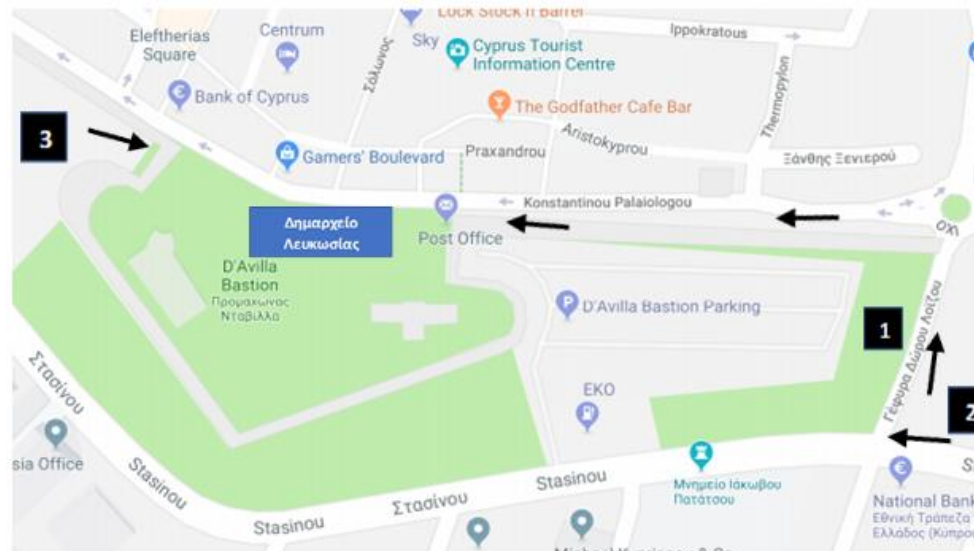 Lock Stock n Barrel
Ippokratous
Eleftherias
Square
Centrum
Sky
Σόλωνος
Cyprus Tourist
Information Centre
Thermopylon
Bank of Cyprus
The Godfather Cafe Bar
3
Aristokyprou
Gamers' Boulevard
Praxandrou
Ξάνθης Ξενιερού
Konstantinou Palaiologou
Δημαρχείο
Λευκωσίας
Post Office
D'Avilla
Bastion
Προμαχώνας
Νταβίλλα
P
D'Avilla Bastion Parking
1
Γέφυρα Δώρου Λοΐζου
Στασίνου
EKO
2
sia Office
Stasinou
Μνημείο Ιάκωβου
Πατάτσου
Stasinou
Στασίνου
Stasinou
National Bank
Εθνική Τράπεζα
Ελλάδος (Κύπρου